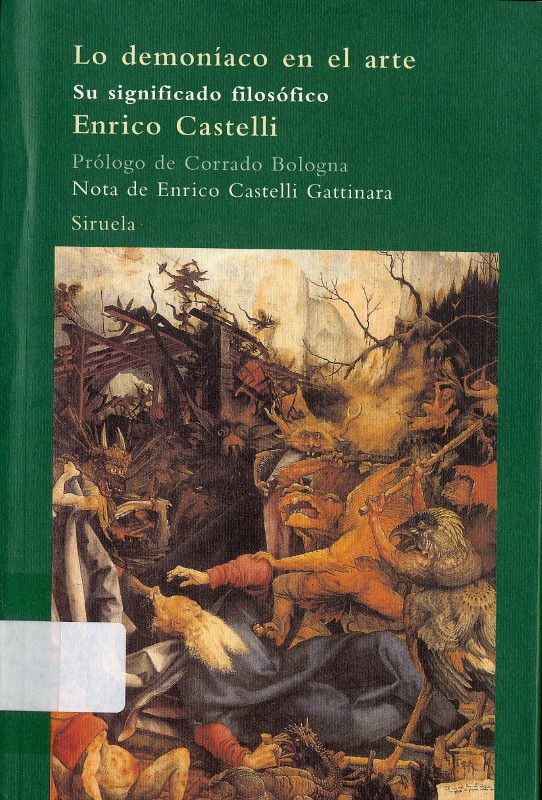 Lo demoníaco en el arte
Su significado filosófico
Enrico Castelli
Prólogo de Corrado Bologna
Nota de Enrico Castelli Gattinara
Siruela